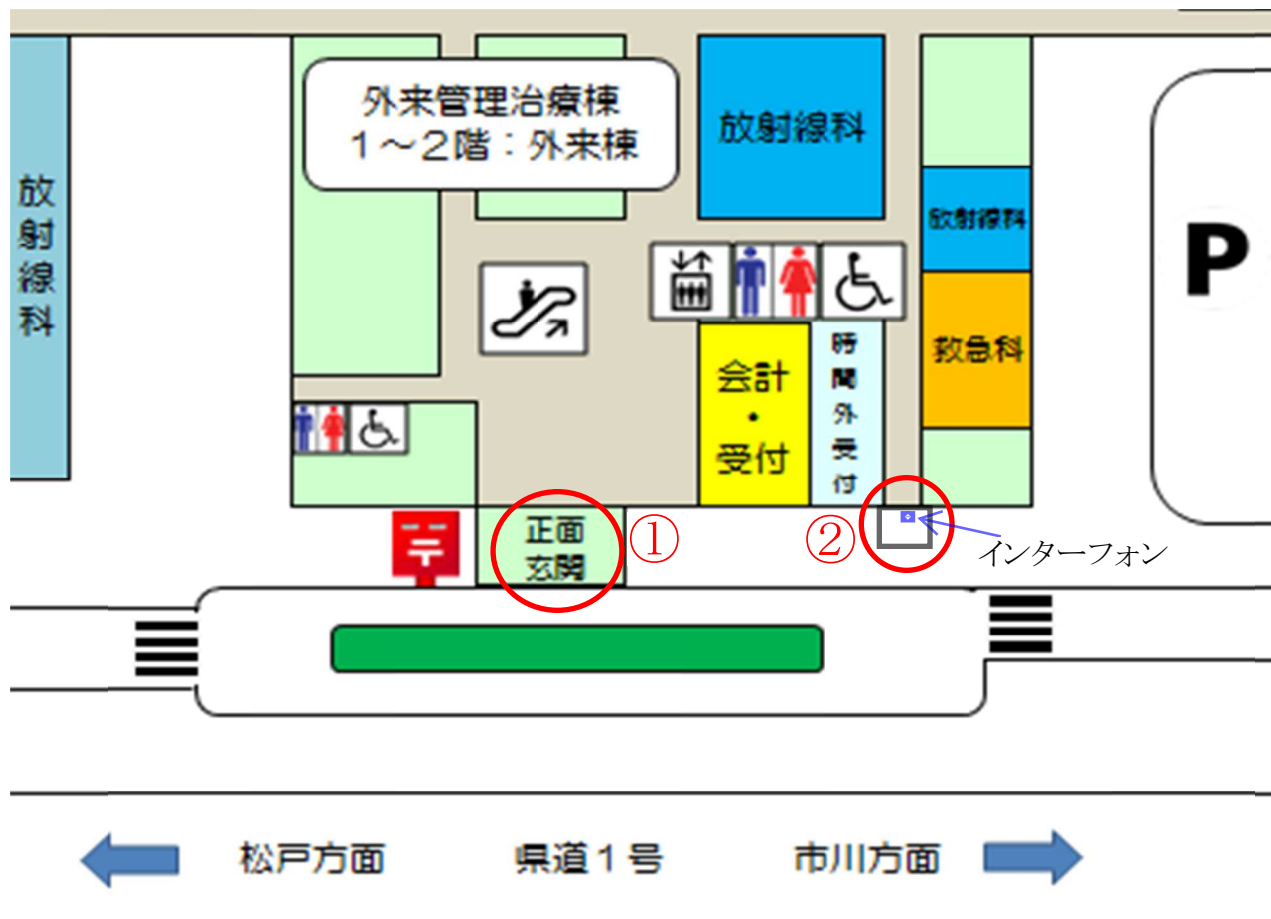 外来管理治療棟
1～2階：外来棟
放射線科
放射線科
放射線科
P
救急科
会計・受付
時間外受付
正面
玄関
①
②
インターフォン
松戸方面
県道1号
市川方面